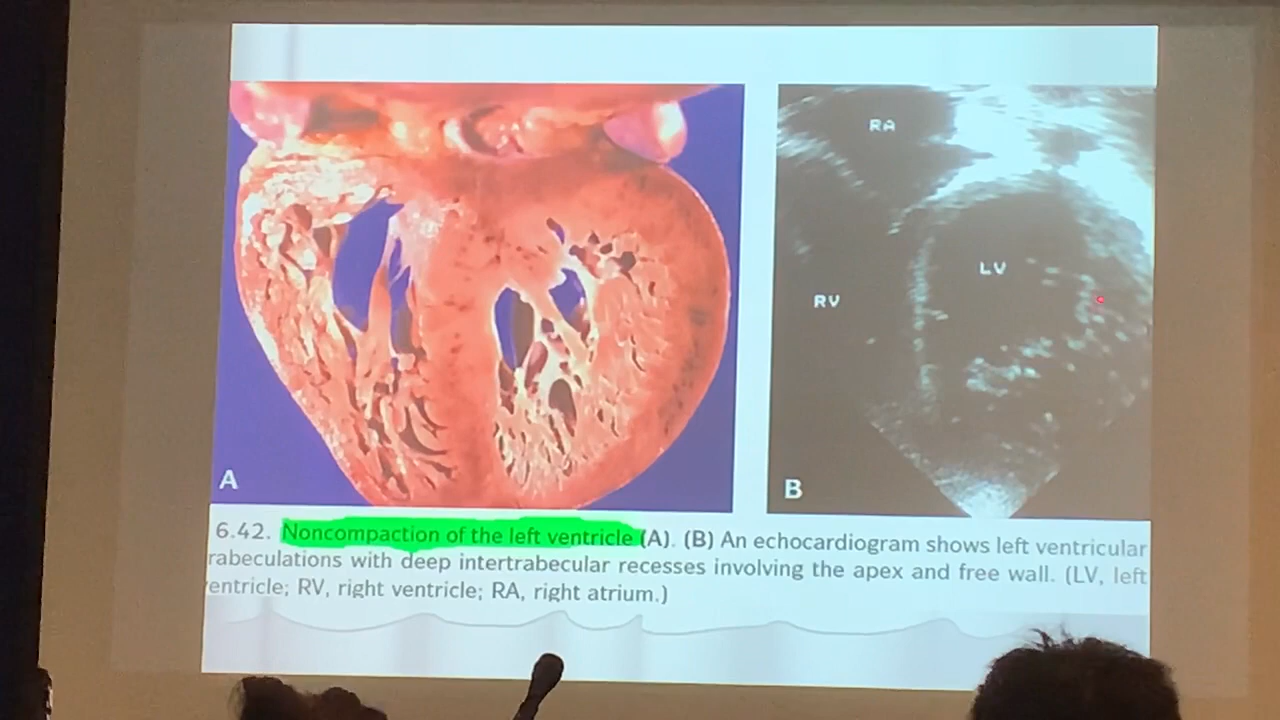 RA
LV
RV
A
B
6.42. Noncompaction of the left ventricle (A). (B) An echocardiogram shows left ventricular
rabeculations with deep intertrabecular recesses involving the apex and free wall. (LV, left
entricle; RV, right ventricle; RA, right atrium.)